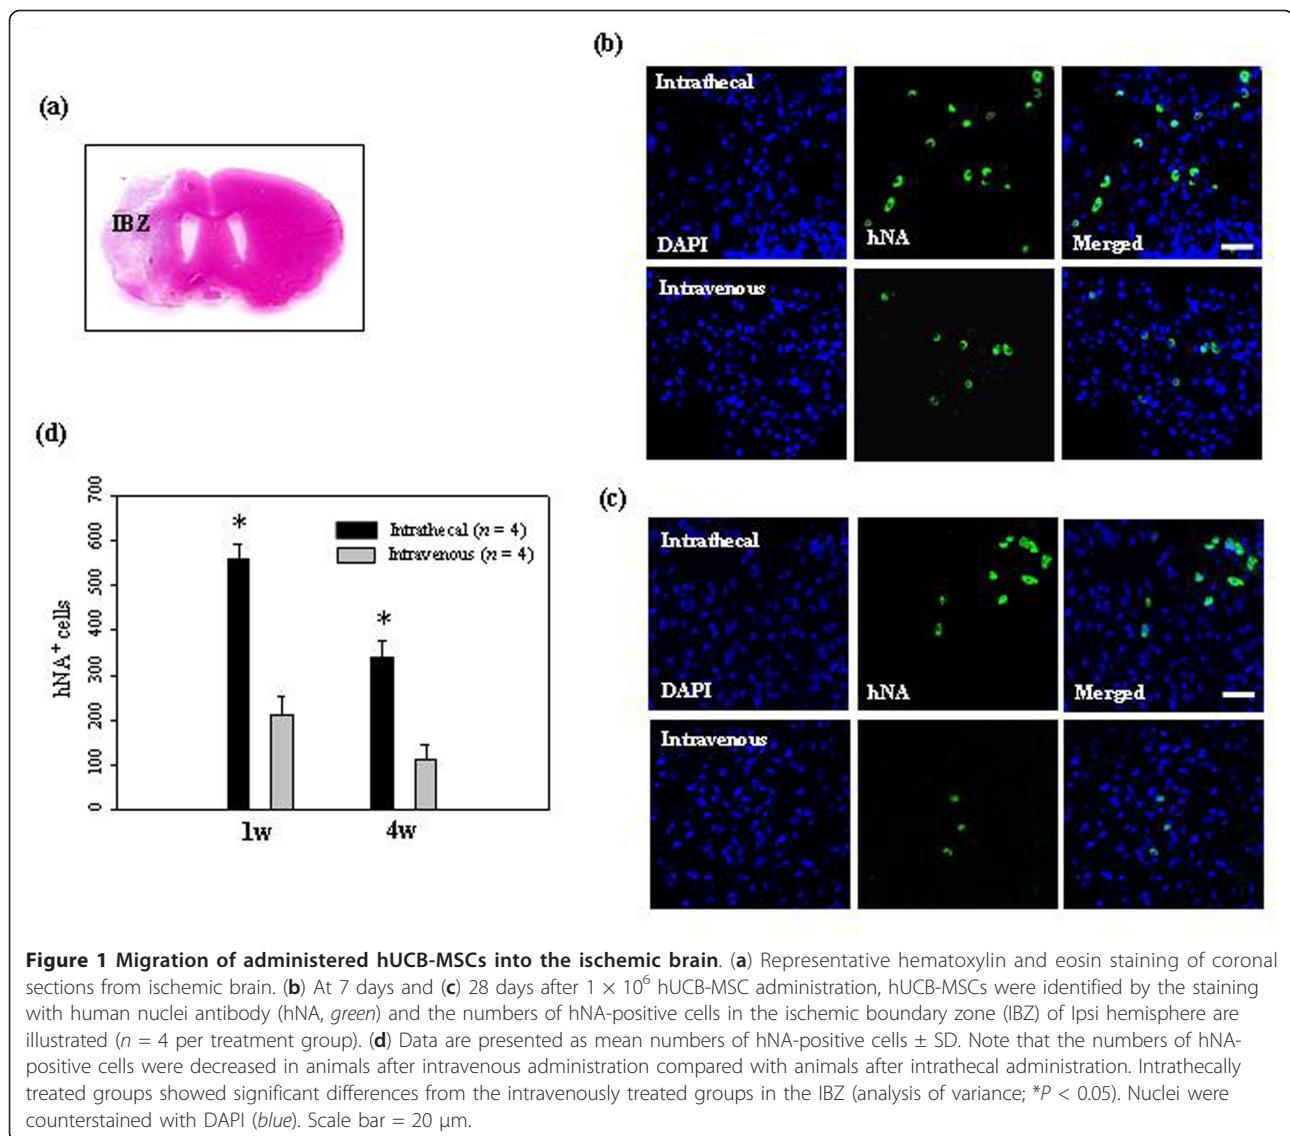 (a)
IBZ
(b)
Intrathecal
DAPI
hNA
Merged
Intravenous
(c)
Intrathecal
DAPI
hNA
Merged
Intravenous
(d)
hNA+ cells
700
600
500
400
300
200
100
0
*
*
Intrathecal (n = 4)
Intravenous (n = 4)
1w
4w
Figure 1 Migration of administered hUCB-MSCs into the ischemic brain. (a) Representative hematoxylin and eosin staining of coronal
sections from ischemic brain. (b) At 7 days and (c) 28 days after 1 × 10⁶ hUCB-MSC administration, hUCB-MSCs were identified by the staining
with human nuclei antibody (hNA, green) and the numbers of hNA-positive cells in the ischemic boundary zone (IBZ) of Ipsi hemisphere are
illustrated (n = 4 per treatment group). (d) Data are presented as mean numbers of hNA-positive cells ± SD. Note that the numbers of hNA-
positive cells were decreased in animals after intravenous administration compared with animals after intrathecal administration. Intrathecally
treated groups showed significant differences from the intravenously treated groups in the IBZ (analysis of variance; *P < 0.05). Nuclei were
counterstained with DAPI (blue). Scale bar = 20 μm.